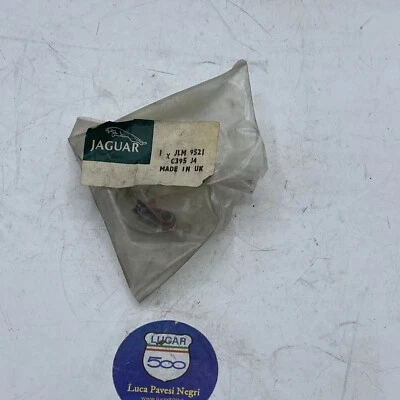 JAGUAR
1 x JLM 9521
C395 J4
MADE IN UK
LUCAR
500
Luca Pavesi Negri